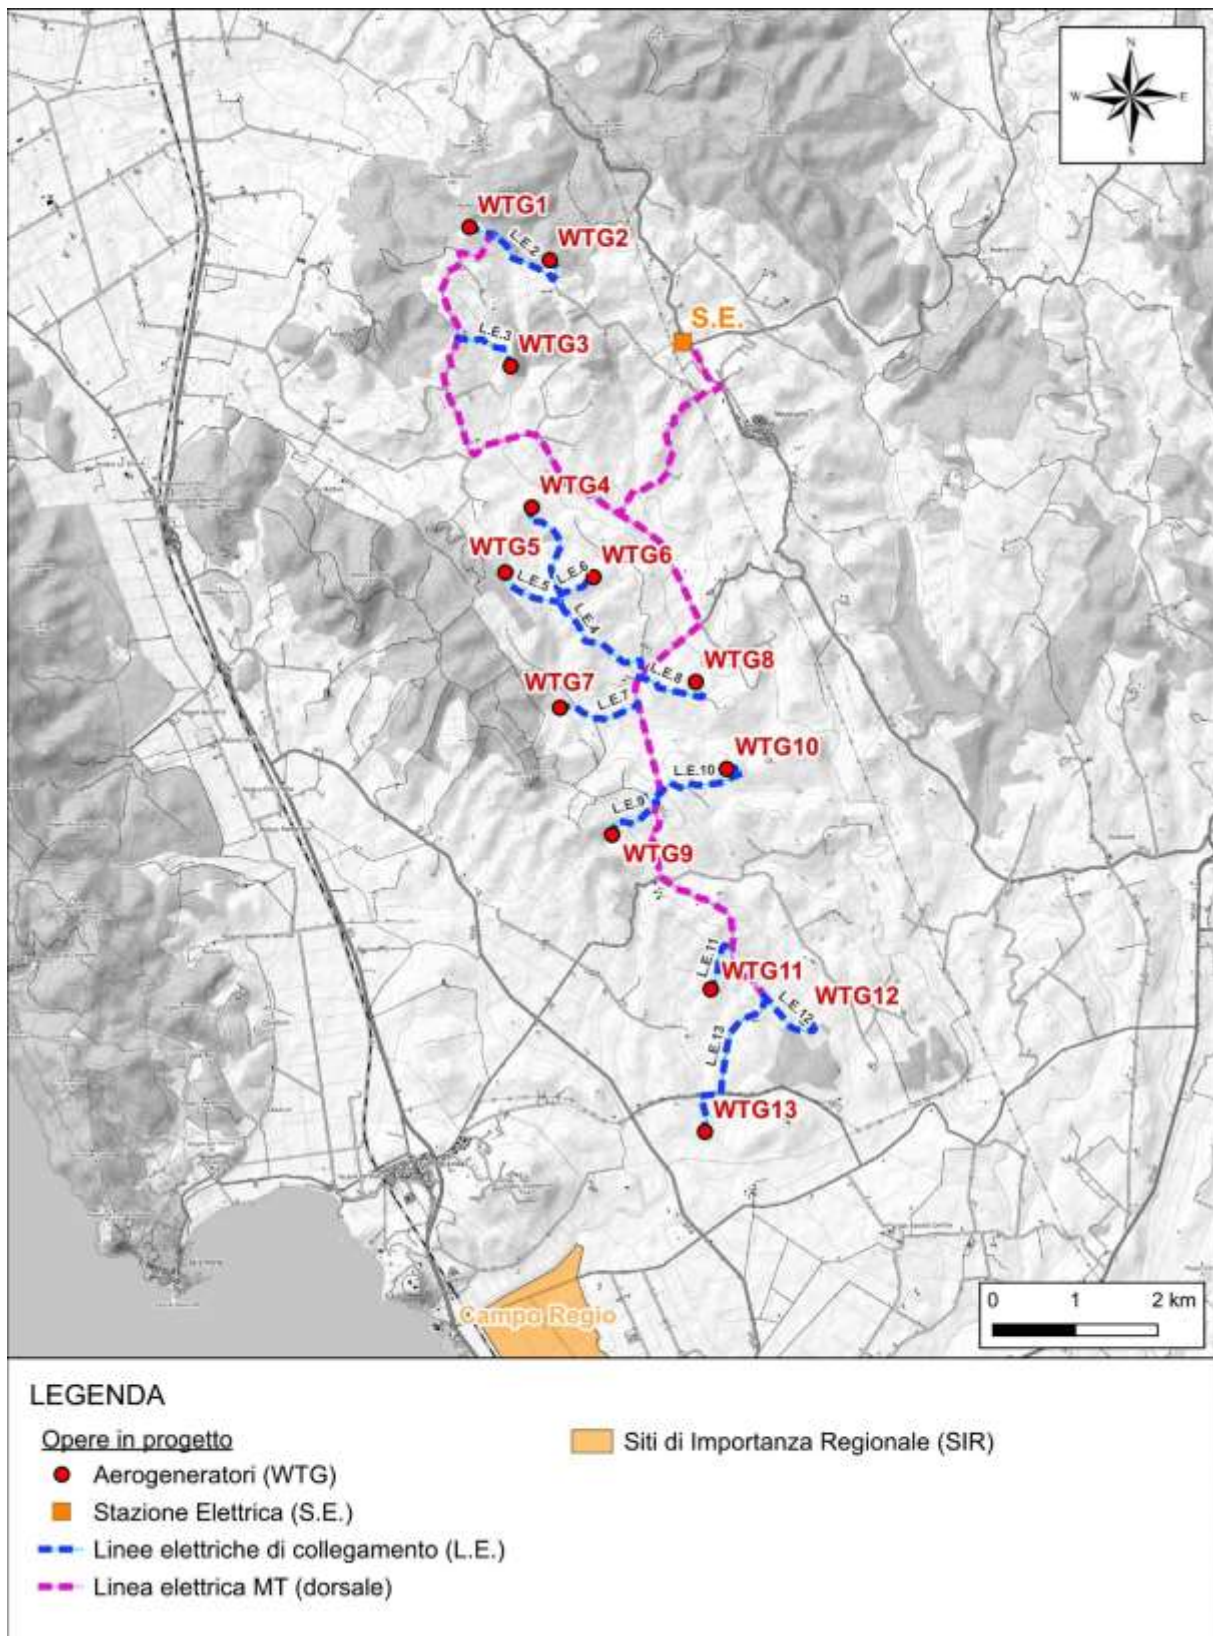 N
W
E
S
WTG1
L.E.2
WTG2
S.E.
L.E.3
WTG3
WTG4
WTG5
WTG6
L.E.5
L.E.6
L.E.4
WTG8
L.E.8
WTG7
L.E.7
WTG10
L.E.10
L.E.9
WTG9
L.E.11
WTG11
WTG12
L.E.12
L.E.13
WTG13
Campo Regio
0 1 2 km
LEGENDA
Opere in progetto
Aerogeneratori (WTG)
Stazione Elettrica (S.E.)
Linee elettriche di collegamento (L.E.)
Linea elettrica MT (dorsale)
Siti di Importanza Regionale (SIR)